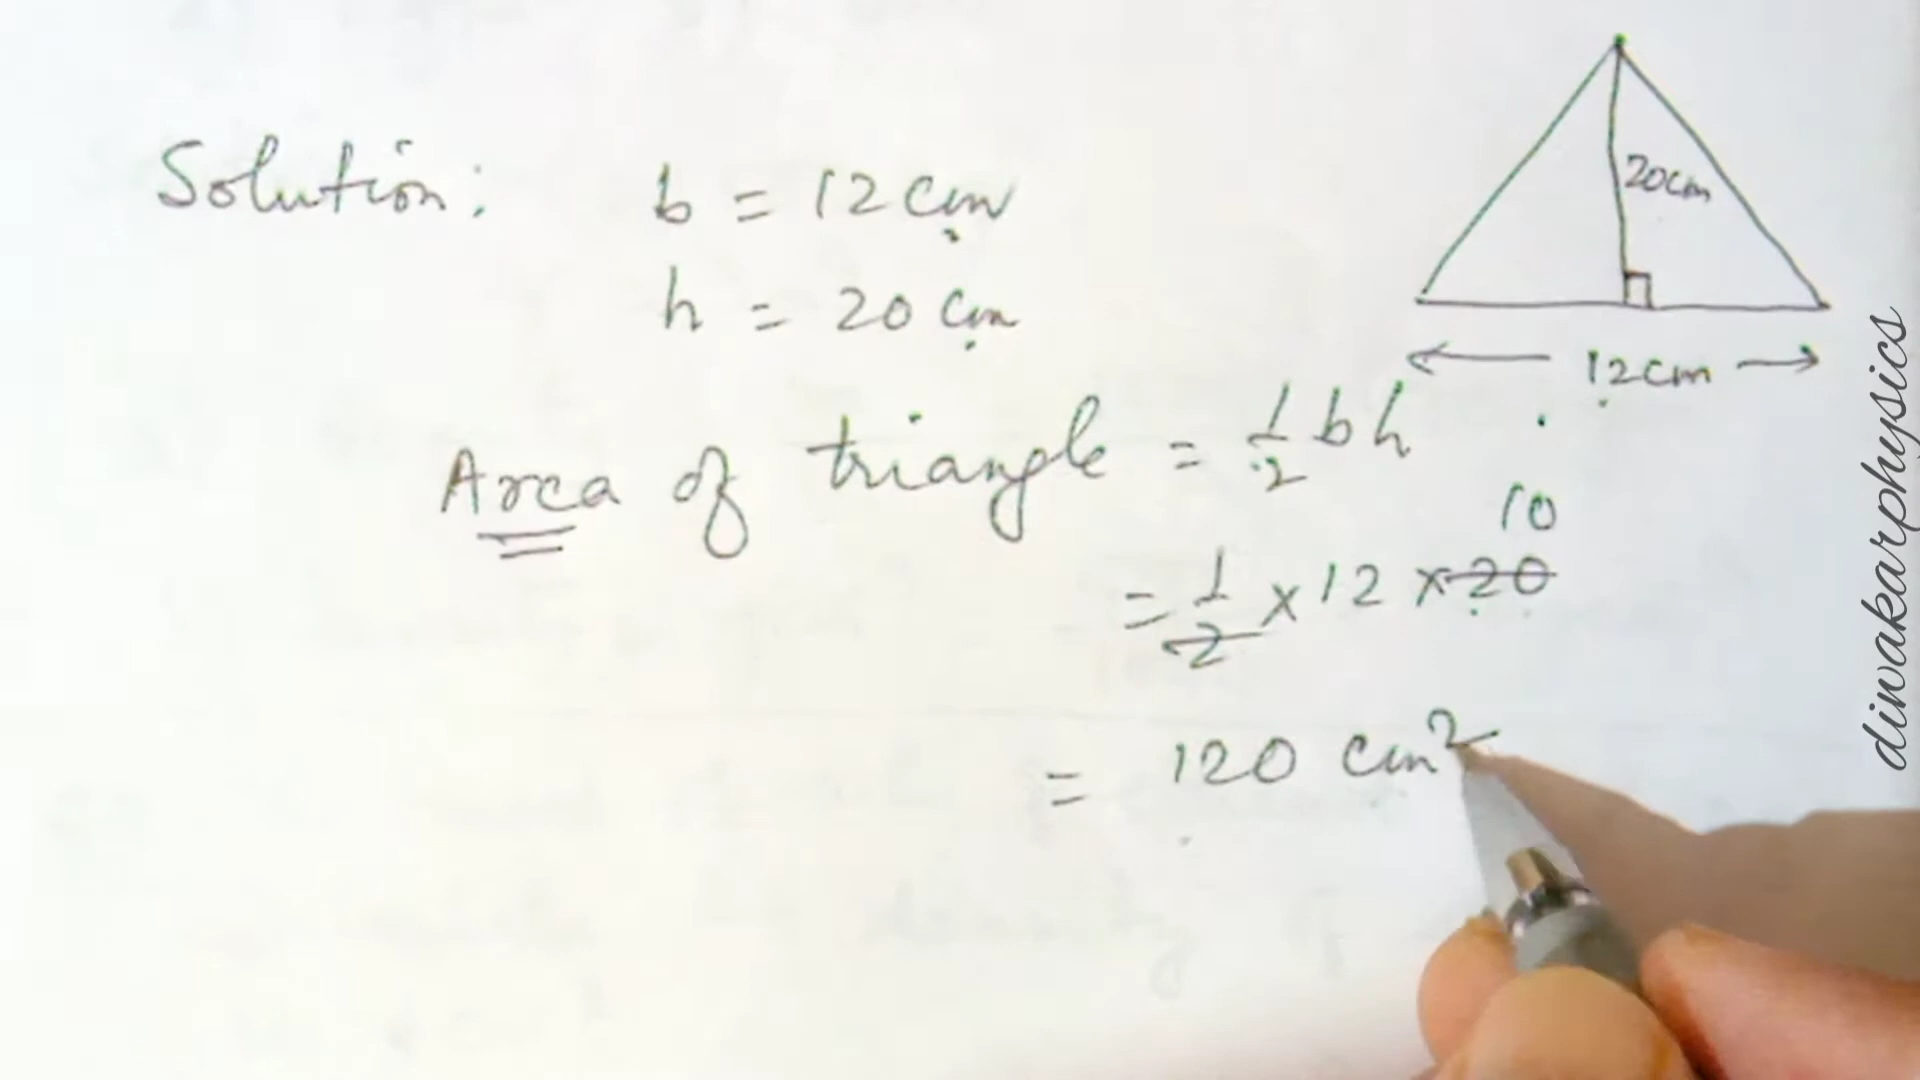 Solution: b = 12 cm
h = 20 cm
20cm
12cm
Area of triangle = 1/2 bh
10
= 1/2 x 12 x 20
= 120 cm²
diwakarphysics